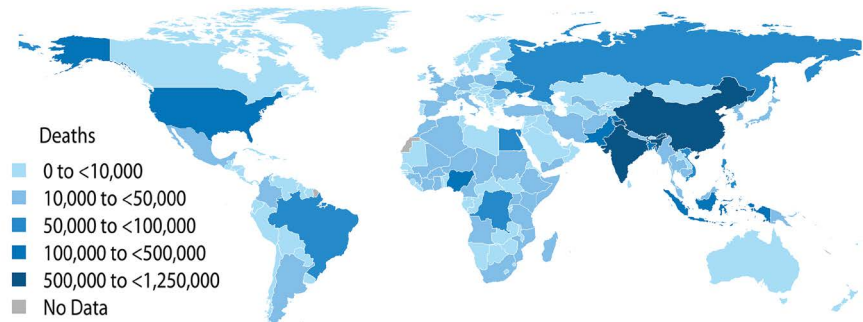 Deaths
0 to <10,000
10,000 to <50,000
50,000 to <100,000
100,000 to <500,000
500,000 to <1,250,000
No Data